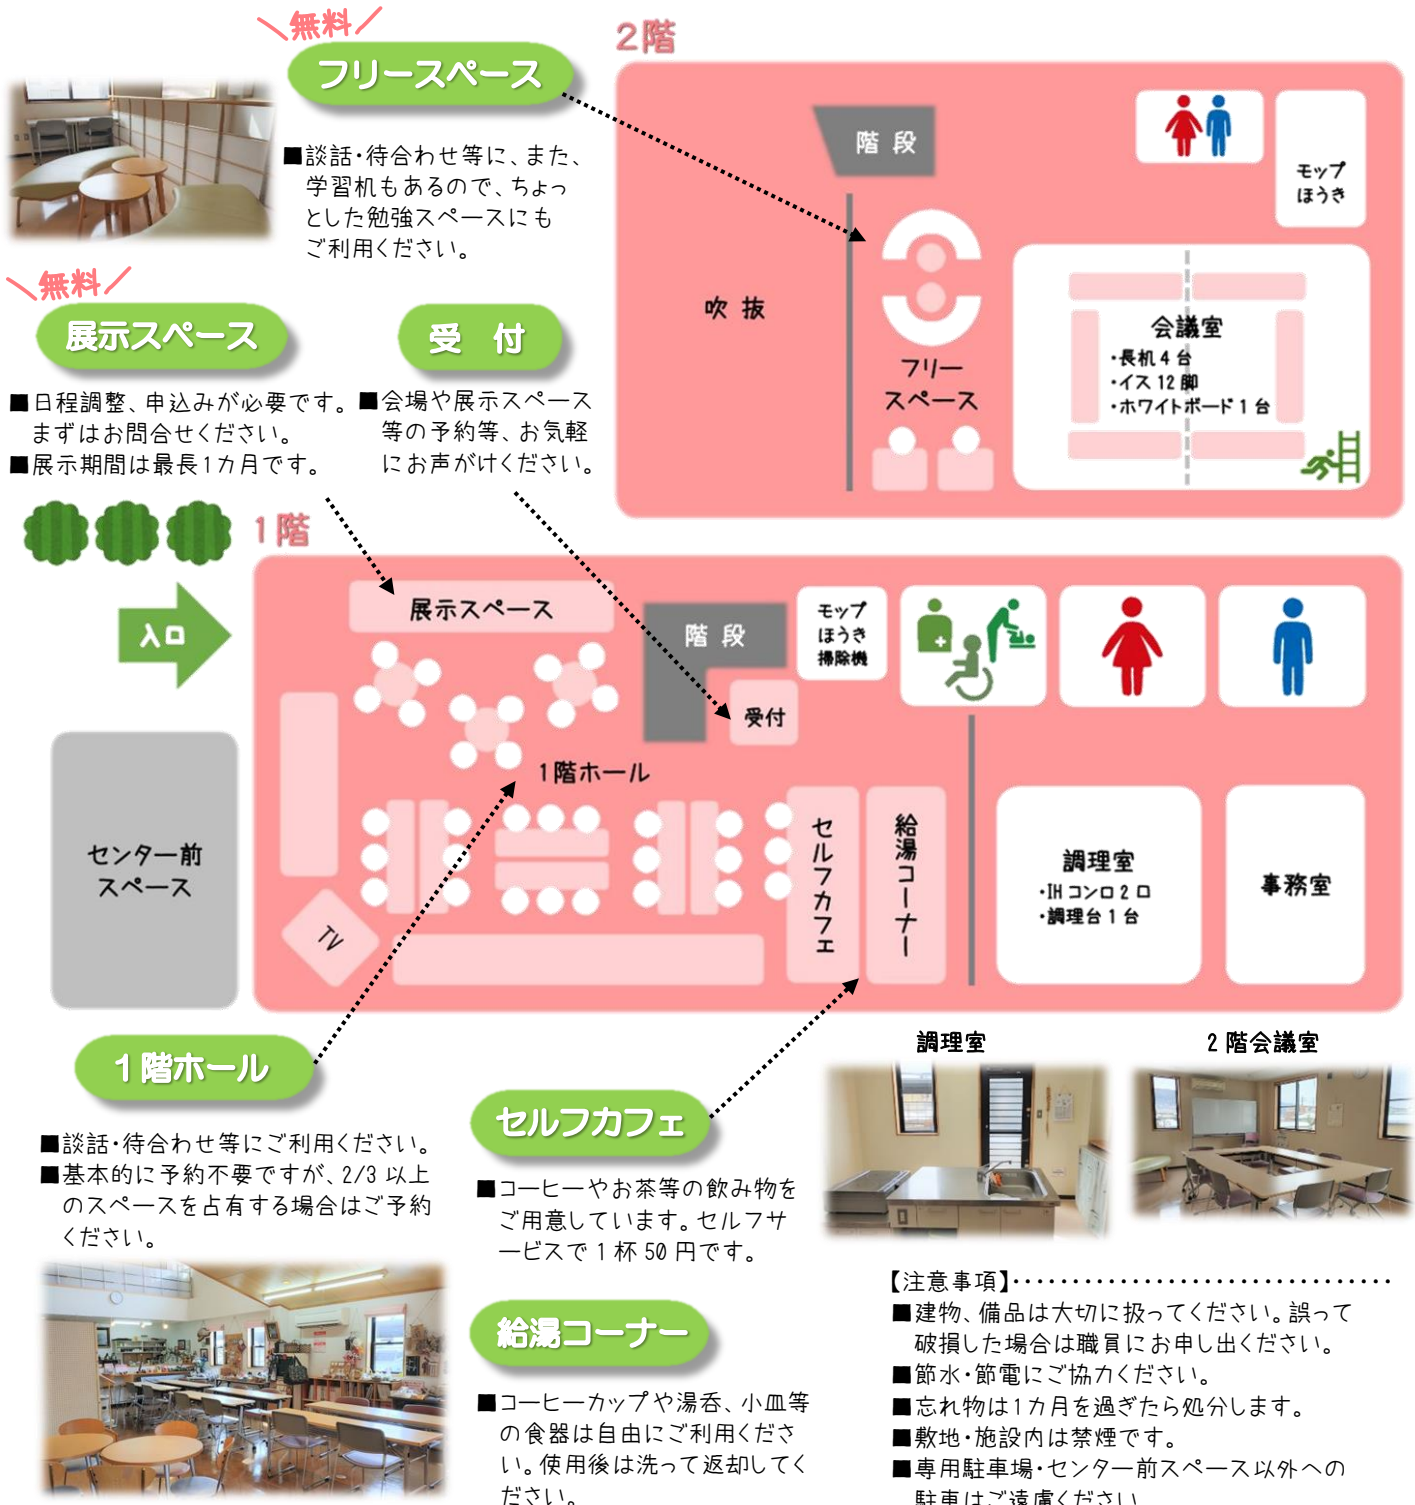 ＼無料／
フリースペース
■談話・待合わせ等に、また、
学習机もあるので、ちょっ
とした勉強スペースにも
ご利用ください。
＼無料／
展示スペース
■日程調整、申込みが必要です。
まずはお問合せください。
■展示期間は最長1カ月です。
受 付
■会場や展示スペース
等の予約等、お気軽
にお声がけください。
2階
階 段
モップ
ほうき
吹 抜
フリー
スペース
会議室
・長机 4 台
・イス 12 脚
・ホワイトボード 1 台
1階
入口
展示スペース
階 段
モップ
ほうき
掃除機
受付
1階ホール
センター前
スペース
TV
セルフカフェ
給湯コーナー
調理室
・IH コンロ 2 口
・調理台 1 台
事務室
1階ホール
■談話・待合わせ等にご利用ください。
■基本的に予約不要ですが、2/3 以上
のスペースを占有する場合はご予約
ください。
セルフカフェ
■コーヒーやお茶等の飲み物を
ご用意しています。セルフサ
ービスで 1 杯 50 円です。
給湯コーナー
■コーヒーカップや湯呑、小皿等
の食器は自由にご利用くださ
い。使用後は洗って返却してく
ださい。
調理室
2 階会議室
【注意事項】・・・・・・・・・・・・・・・・・・・・・・・・・・・・・・・・
■建物、備品は大切に扱ってください。誤って
破損した場合は職員にお申し出ください。
■節水・節電にご協力ください。
■忘れ物は1カ月を過ぎたら処分します。
■敷地・施設内は禁煙です。
■専用駐車場・センター前スペース以外への
駐車はご遠慮ください